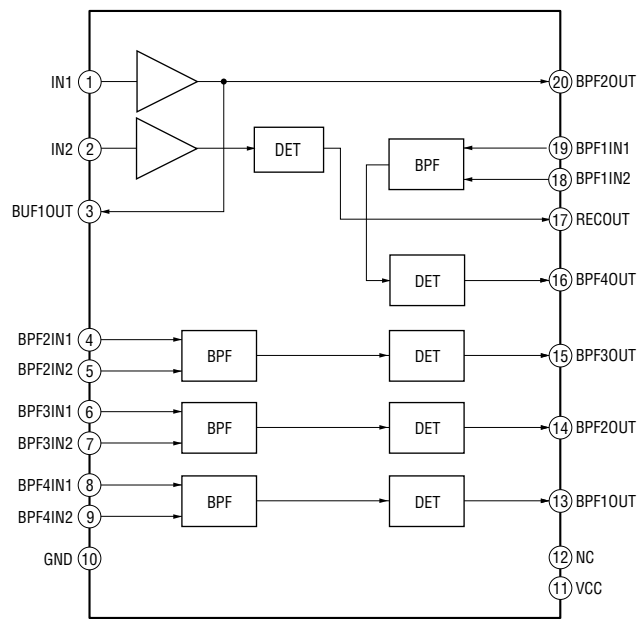 IN1 1
20 BPF2OUT
IN2 2
DET
BPF
19 BPF1IN1
18 BPF1IN2
BUF1OUT 3
17 RECOUT
DET
16 BPF4OUT
BPF2IN1 4
BPF2IN2 5
BPF
DET
15 BPF3OUT
BPF3IN1 6
BPF3IN2 7
BPF
DET
14 BPF2OUT
BPF4IN1 8
BPF4IN2 9
BPF
DET
13 BPF1OUT
GND 10
12 NC
11 VCC